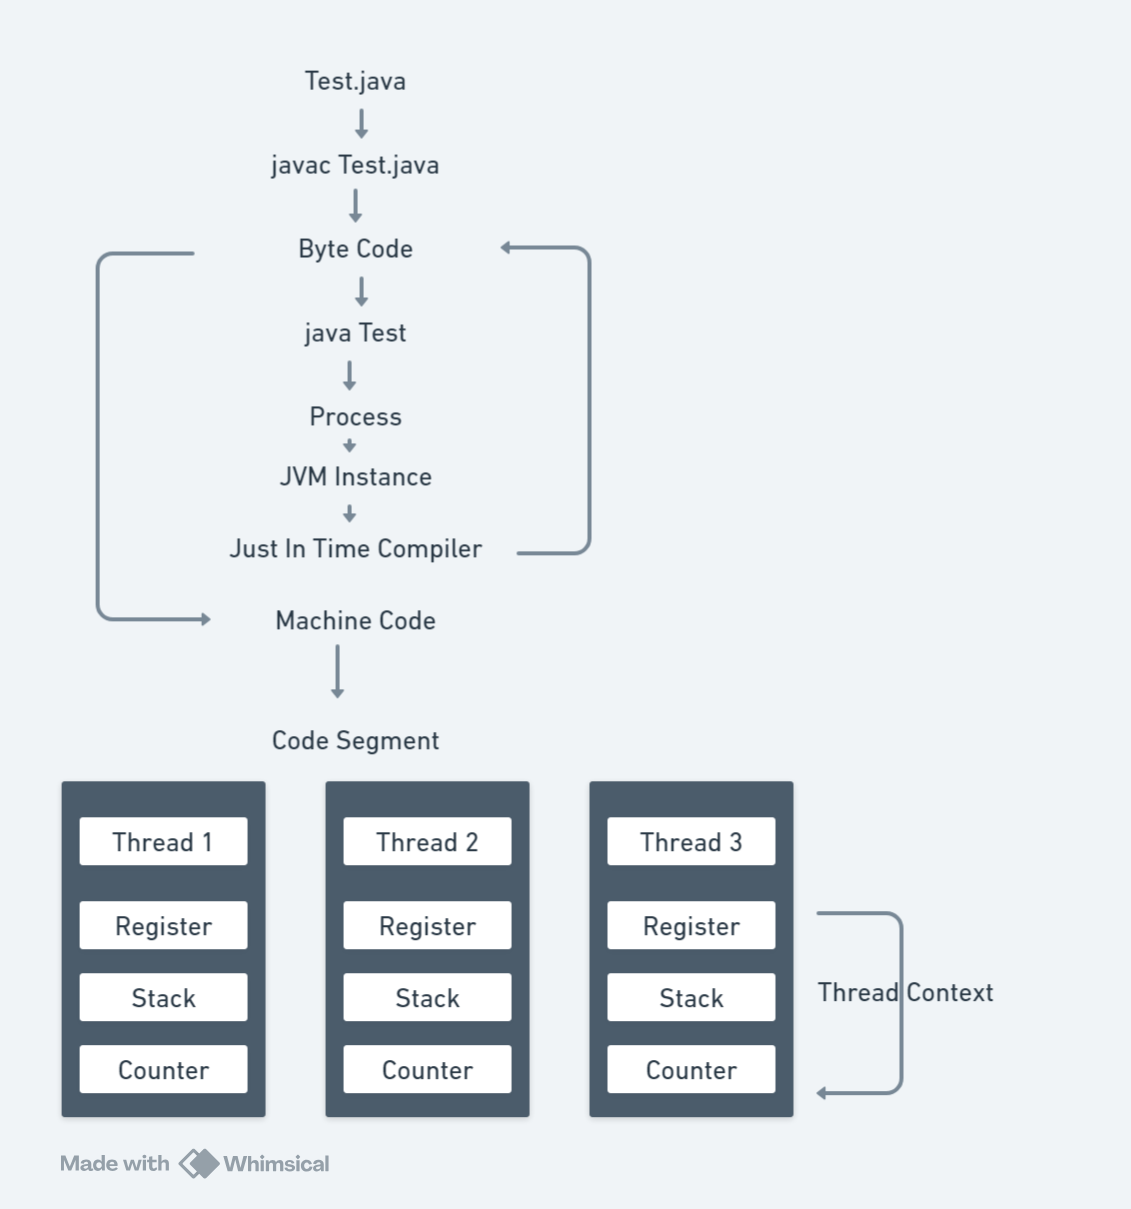 Test.java
javac Test.java
Byte Code
java Test
Process
JVM Instance
Just In Time Compiler
Machine Code
Code Segment
Thread 1
Register
Stack
Counter
Thread 2
Register
Stack
Counter
Thread 3
Register
Stack
Counter
Thread Context
Made with Whimsical